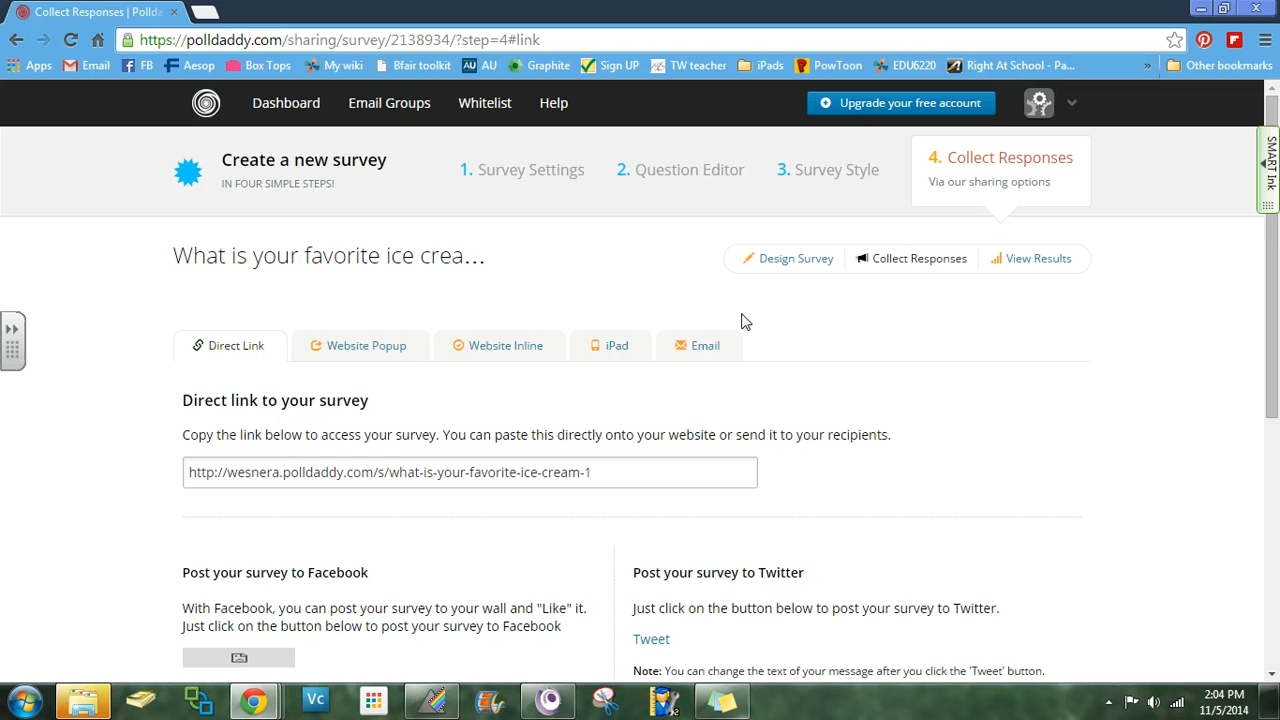 Collect Responses | Pollda
https://polldaddy.com/sharing/survey/2138934/?step=4#link
Apps Email FB Aesop Box Tops My wiki Bfair toolkit AU Graphite Sign UP TW teacher iPads PowToon EDU6220 Right At School - Pa... » Other bookmarks
Dashboard Email Groups Whitelist Help Upgrade your free account
Create a new survey
IN FOUR SIMPLE STEPS!
1. Survey Settings 2. Question Editor 3. Survey Style 4. Collect Responses
Via our sharing options
SMART Ink
What is your favorite ice crea...
Design Survey Collect Responses View Results
Direct Link Website Popup Website Inline iPad Email
Direct link to your survey
Copy the link below to access your survey. You can paste this directly onto your website or send it to your recipients.
http://wesnera.polldaddy.com/s/what-is-your-favorite-ice-cream-1
Post your survey to Facebook
With Facebook, you can post your survey to your wall and "Like" it.
Just click on the button below to post your survey to Facebook
Post your survey to Twitter
Just click on the button below to post your survey to Twitter.
Tweet
Note: You can change the text of your message after you click the 'Tweet' button.
Vc
2:04 PM
11/5/2014